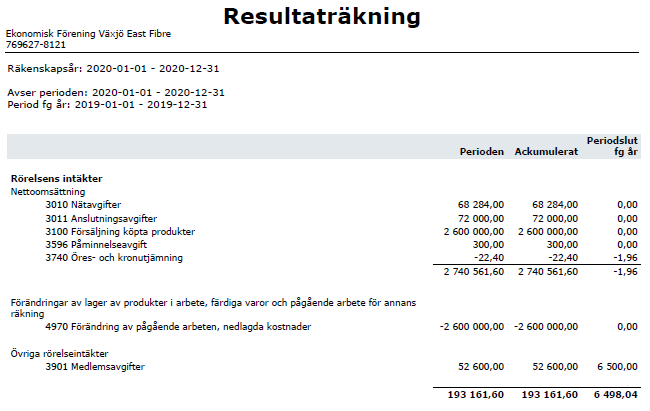 Resultaträkning
Ekonomisk Förening Växjö East Fibre
769627-8121
Räkenskapsår: 2020-01-01 - 2020-12-31
Avser perioden: 2020-01-01 - 2020-12-31
Period fg år: 2019-01-01 - 2019-12-31
Periodslut
Perioden Ackumulerat fg år
Rörelsens intäkter
Nettoomsättning
3010 Nätavgifter 68 284,00 68 284,00 0,00
3011 Anslutningsavgifter 72 000,00 72 000,00 0,00
3100 Försäljning köpta produkter 2 600 000,00 2 600 000,00 0,00
3596 Påminnelseavgift 300,00 300,00 0,00
3740 Öres- och kronutjämning -22,40 -22,40 -1,96
2 740 561,60 2 740 561,60 -1,96
Förändringar av lager av produkter i arbete, färdiga varor och pågående arbete för annans
räkning
4970 Förändring av pågående arbeten, nedlagda kostnader -2 600 000,00 -2 600 000,00 0,00
Övriga rörelseintäkter
3901 Medlemsavgifter 52 600,00 52 600,00 6 500,00
193 161,60 193 161,60 6 498,04